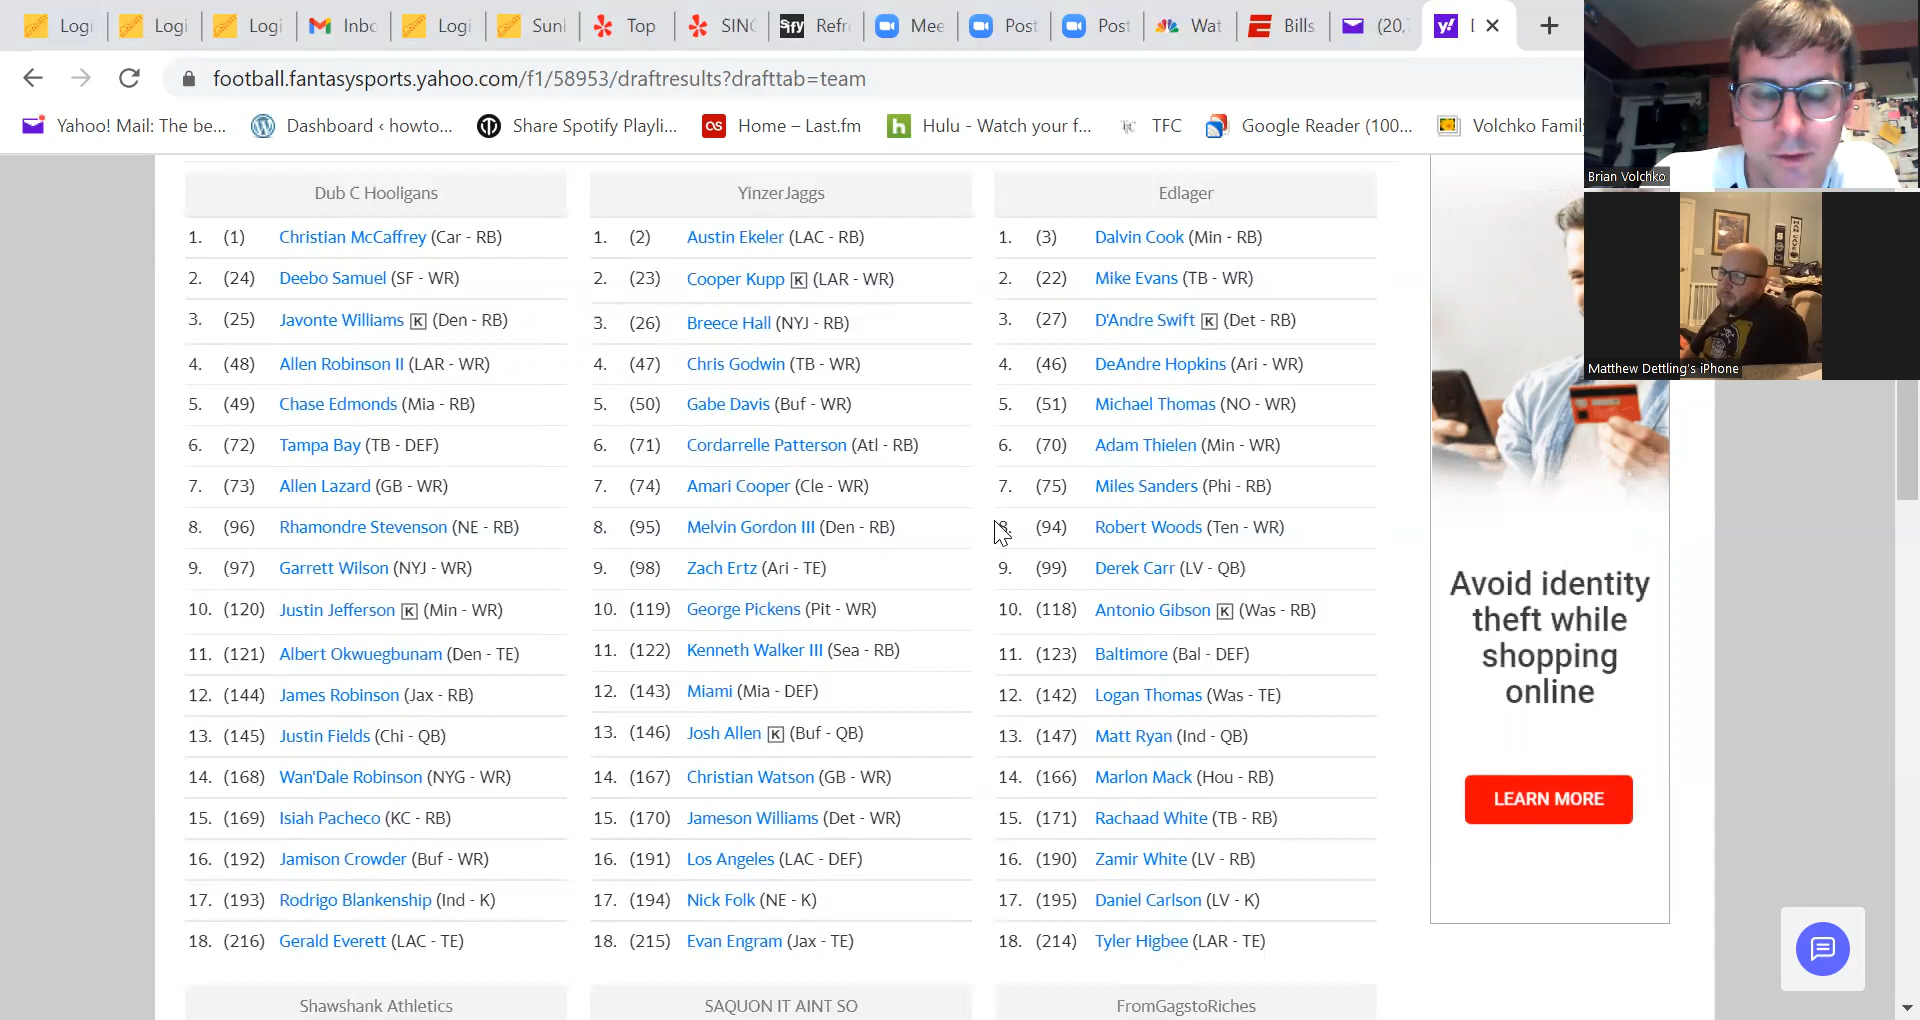 Logi Logi Logi Inbo Logi Sunl Top SINC Sify Refre Mee Post Post Wat Bills (20,
football.fantasysports.yahoo.com/f1/58953/draftresults?drafttab=team
Yahoo! Mail: The be... Dashboard ‹ howto... Share Spotify Playli... Home – Last.fm Hulu - Watch your f... TFC Google Reader (100... Volchko Family
Brian Volchko
Matthew Dettling's iPhone
Dub C Hooligans
1. (1) Christian McCaffrey (Car - RB)
2. (24) Deebo Samuel (SF - WR)
3. (25) Javonte Williams K (Den - RB)
4. (48) Allen Robinson II (LAR - WR)
5. (49) Chase Edmonds (Mia - RB)
6. (72) Tampa Bay (TB - DEF)
7. (73) Allen Lazard (GB - WR)
8. (96) Rhamondre Stevenson (NE - RB)
9. (97) Garrett Wilson (NYJ - WR)
10. (120) Justin Jefferson K (Min - WR)
11. (121) Albert Okwuegbunam (Den - TE)
12. (144) James Robinson (Jax - RB)
13. (145) Justin Fields (Chi - QB)
14. (168) Wan'Dale Robinson (NYG - WR)
15. (169) Isiah Pacheco (KC - RB)
16. (192) Jamison Crowder (Buf - WR)
17. (193) Rodrigo Blankenship (Ind - K)
18. (216) Gerald Everett (LAC - TE)
YinzerJaggs
1. (2) Austin Ekeler (LAC - RB)
2. (23) Cooper Kupp K (LAR - WR)
3. (26) Breece Hall (NYJ - RB)
4. (47) Chris Godwin (TB - WR)
5. (50) Gabe Davis (Buf - WR)
6. (71) Cordarrelle Patterson (Atl - RB)
7. (74) Amari Cooper (Cle - WR)
8. (95) Melvin Gordon III (Den - RB)
9. (98) Zach Ertz (Ari - TE)
10. (119) George Pickens (Pit - WR)
11. (122) Kenneth Walker III (Sea - RB)
12. (143) Miami (Mia - DEF)
13. (146) Josh Allen K (Buf - QB)
14. (167) Christian Watson (GB - WR)
15. (170) Jameson Williams (Det - WR)
16. (191) Los Angeles (LAC - DEF)
17. (194) Nick Folk (NE - K)
18. (215) Evan Engram (Jax - TE)
Edlager
1. (3) Dalvin Cook (Min - RB)
2. (22) Mike Evans (TB - WR)
3. (27) D'Andre Swift K (Det - RB)
4. (46) DeAndre Hopkins (Ari - WR)
5. (51) Michael Thomas (NO - WR)
6. (70) Adam Thielen (Min - WR)
7. (75) Miles Sanders (Phi - RB)
8. (94) Robert Woods (Ten - WR)
9. (99) Derek Carr (LV - QB)
10. (118) Antonio Gibson K (Was - RB)
11. (123) Baltimore (Bal - DEF)
12. (142) Logan Thomas (Was - TE)
13. (147) Matt Ryan (Ind - QB)
14. (166) Marlon Mack (Hou - RB)
15. (171) Rachaad White (TB - RB)
16. (190) Zamir White (LV - RB)
17. (195) Daniel Carlson (LV - K)
18. (214) Tyler Higbee (LAR - TE)
Shawshank Athletics
SAQUON IT AINT SO
FromGagstoRiches
Avoid identity
theft while
shopping
online
LEARN MORE